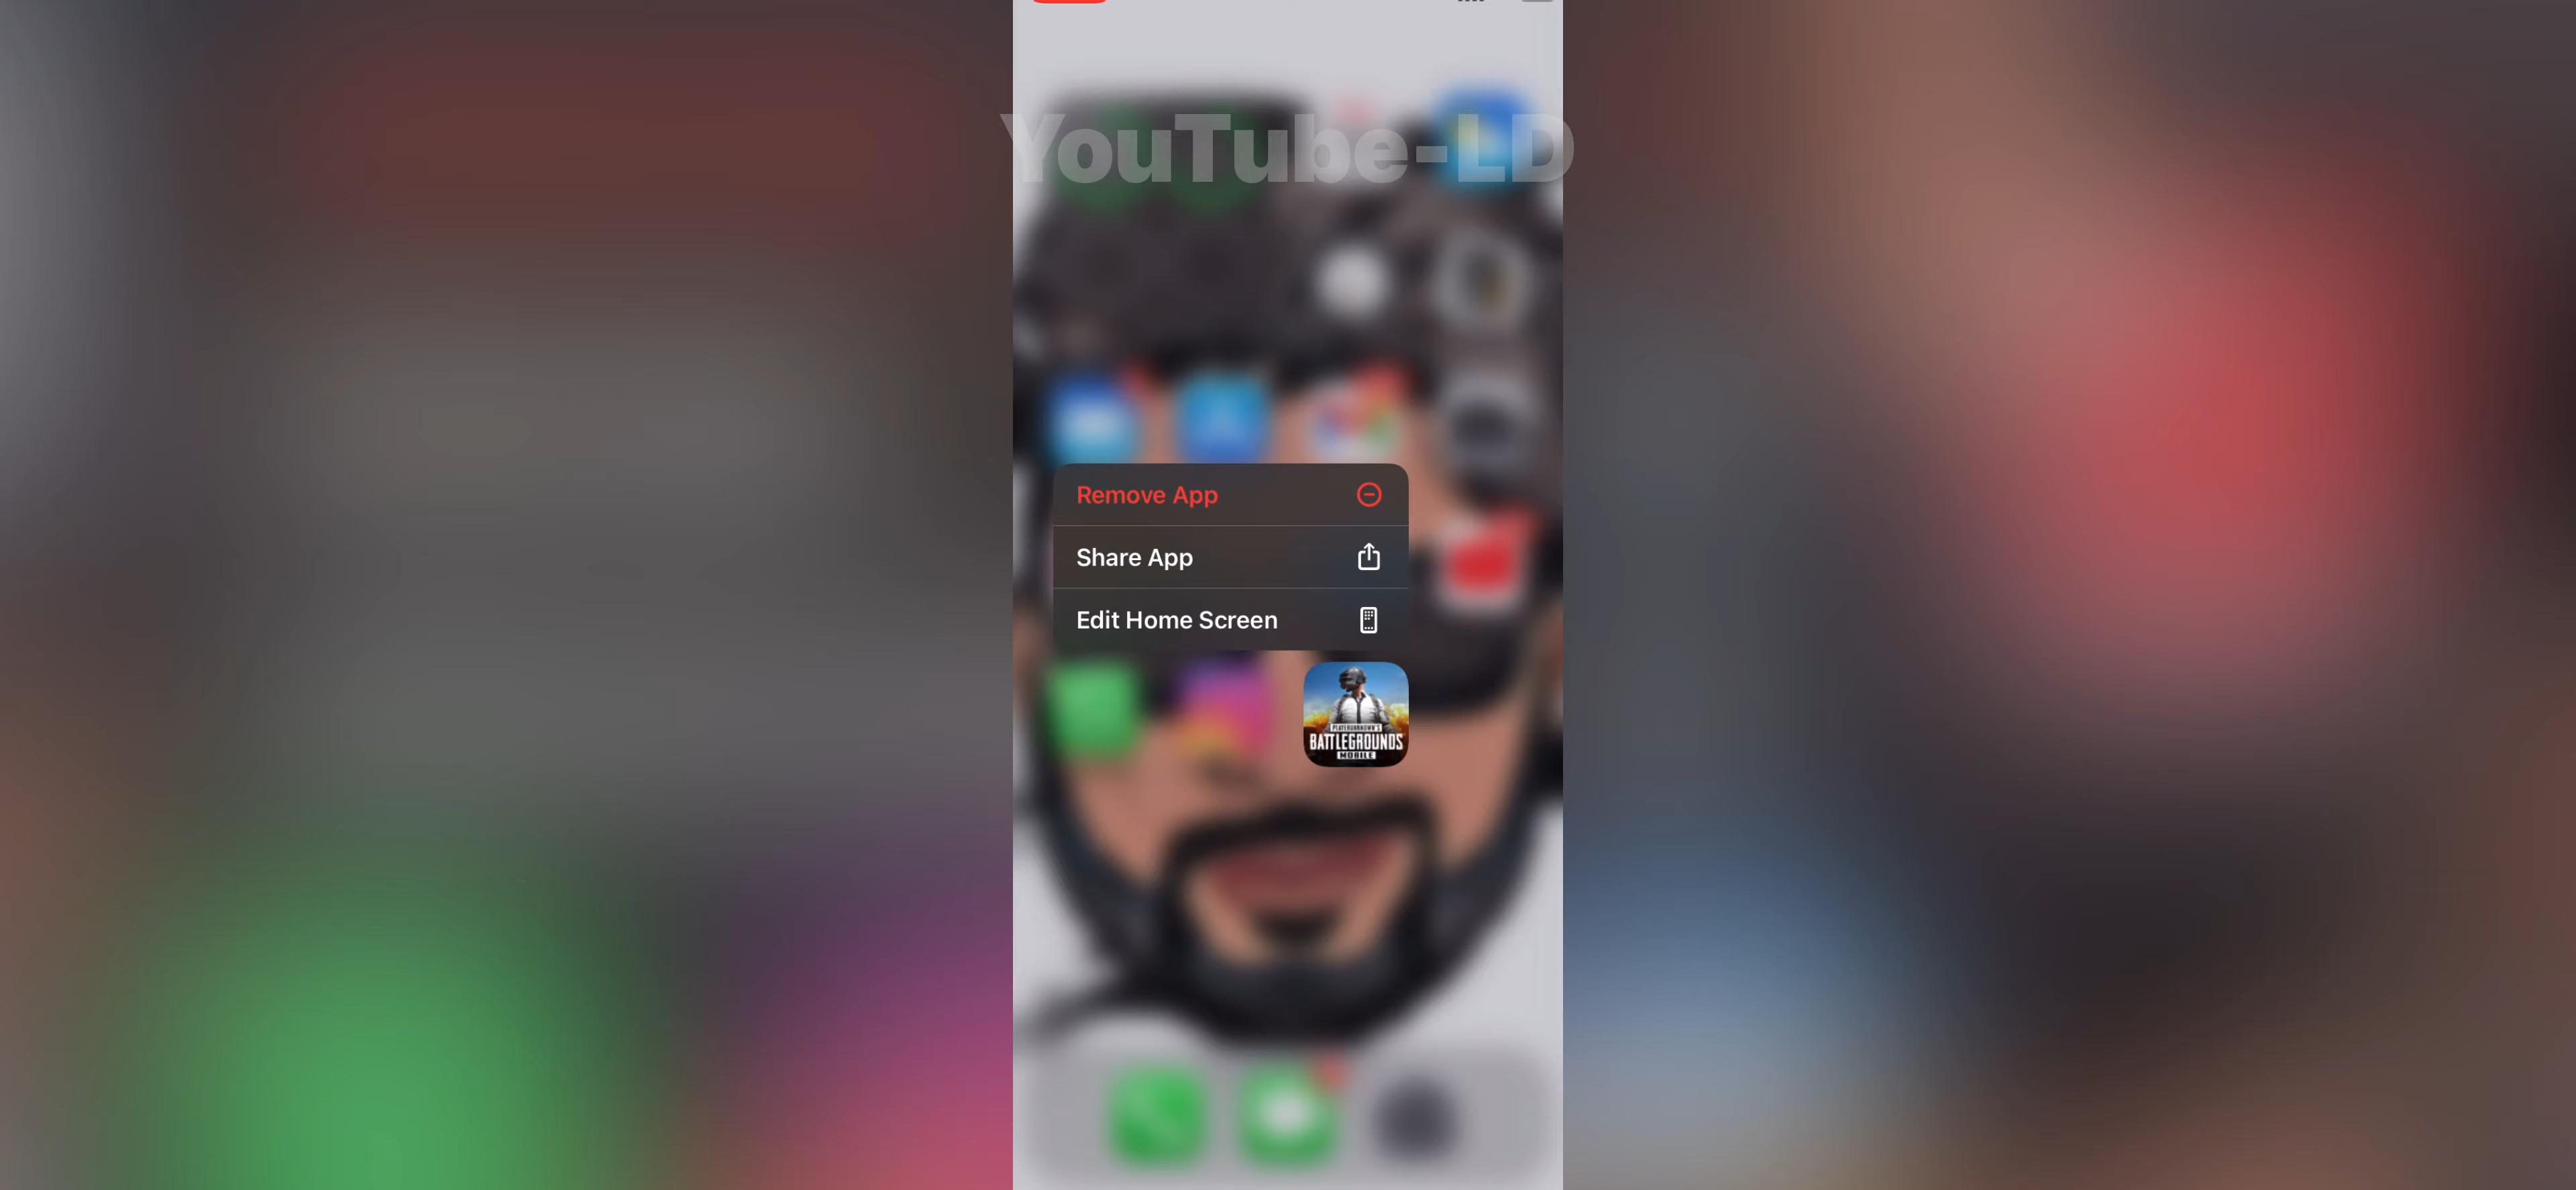 YouTube-LD
Remove App
Share App
Edit Home Screen
PLAYERUNKNOWN'S
BATTLEGROUNDS
MOBILE